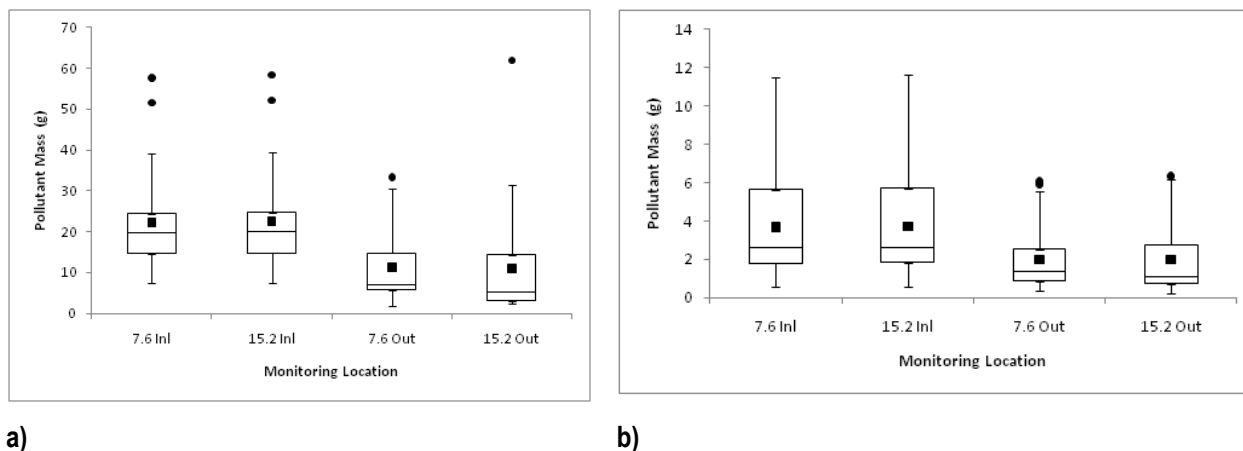 Pollutant Mass (g)
70
60
50
40
30
20
10
0
7.6 Inl 15.2 Inl 7.6 Out 15.2 Out
Monitoring Location
a)
Pollutant Mass (g)
14
12
10
8
6
4
2
0
7.6 Inl 15.2 Inl 7.6 Out 15.2 Out
Monitoring Location
b)